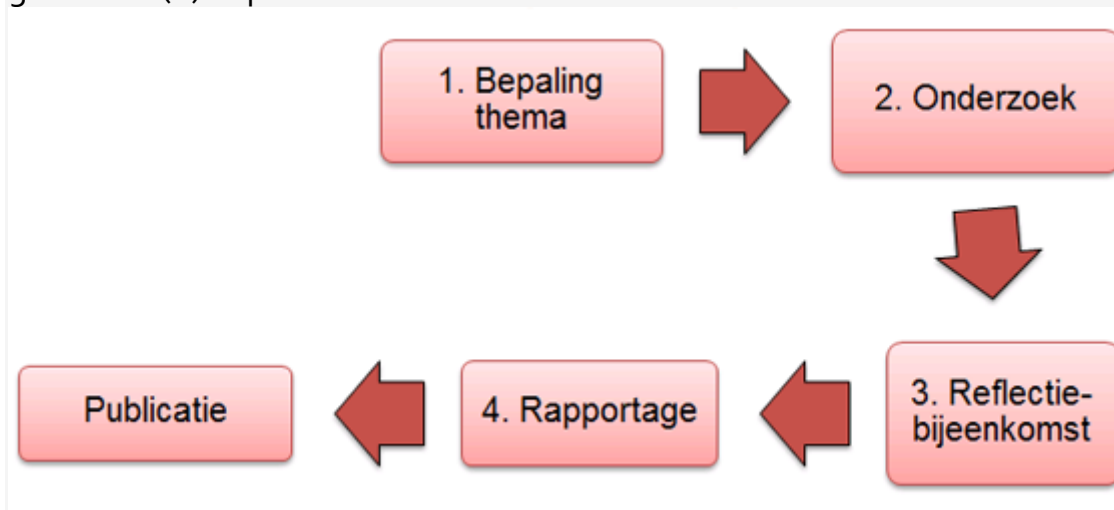 1. Bepaling
thema
2. Onderzoek
3. Reflectie-
bijeenkomst
4. Rapportage
Publicatie